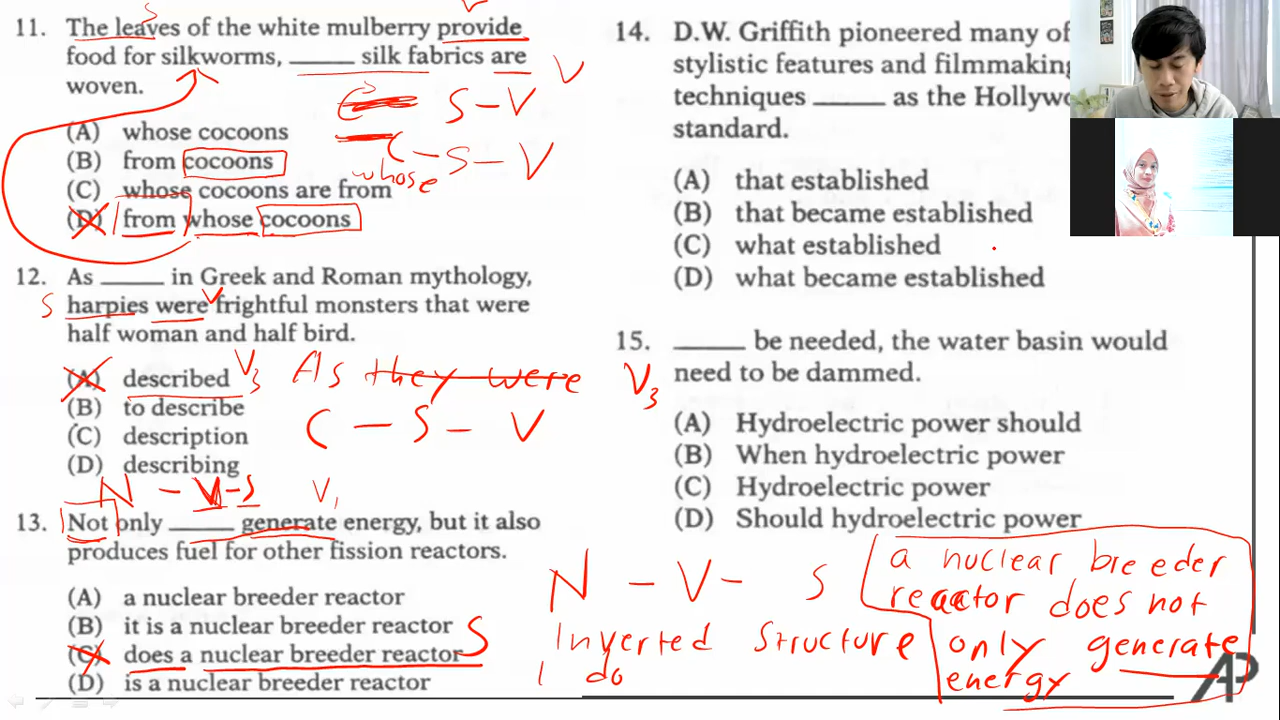 11. The leaves of the white mulberry provide
food for silkworms, ______ silk fabrics are
woven.
(A) whose cocoons
(B) from cocoons
(C) whose cocoons are from
(D) from whose cocoons
S
V
V
S – V
C – S – V
whose
12. As ______ in Greek and Roman mythology,
harpies were frightful monsters that were
half woman and half bird.
(A) described
(B) to describe
(C) description
(D) describing
S
V
V3
As they were
C – S – V
N – V – S
V1
13. Not only ______ generate energy, but it also
produces fuel for other fission reactors.
(A) a nuclear breeder reactor
(B) it is a nuclear breeder reactor
(C) does a nuclear breeder reactor
(D) is a nuclear breeder reactor
S
14. D.W. Griffith pioneered many of
stylistic features and filmmaking
techniques ______ as the Hollyw
standard.
(A) that established
(B) that became established
(C) what established
(D) what became established
15. ______ be needed, the water basin would
need to be dammed.
V3
(A) Hydroelectric power should
(B) When hydroelectric power
(C) Hydroelectric power
(D) Should hydroelectric power
N – V – S
Inverted Structure
I do
a nuclear breeder
reactor does not
only generate
energy
AP